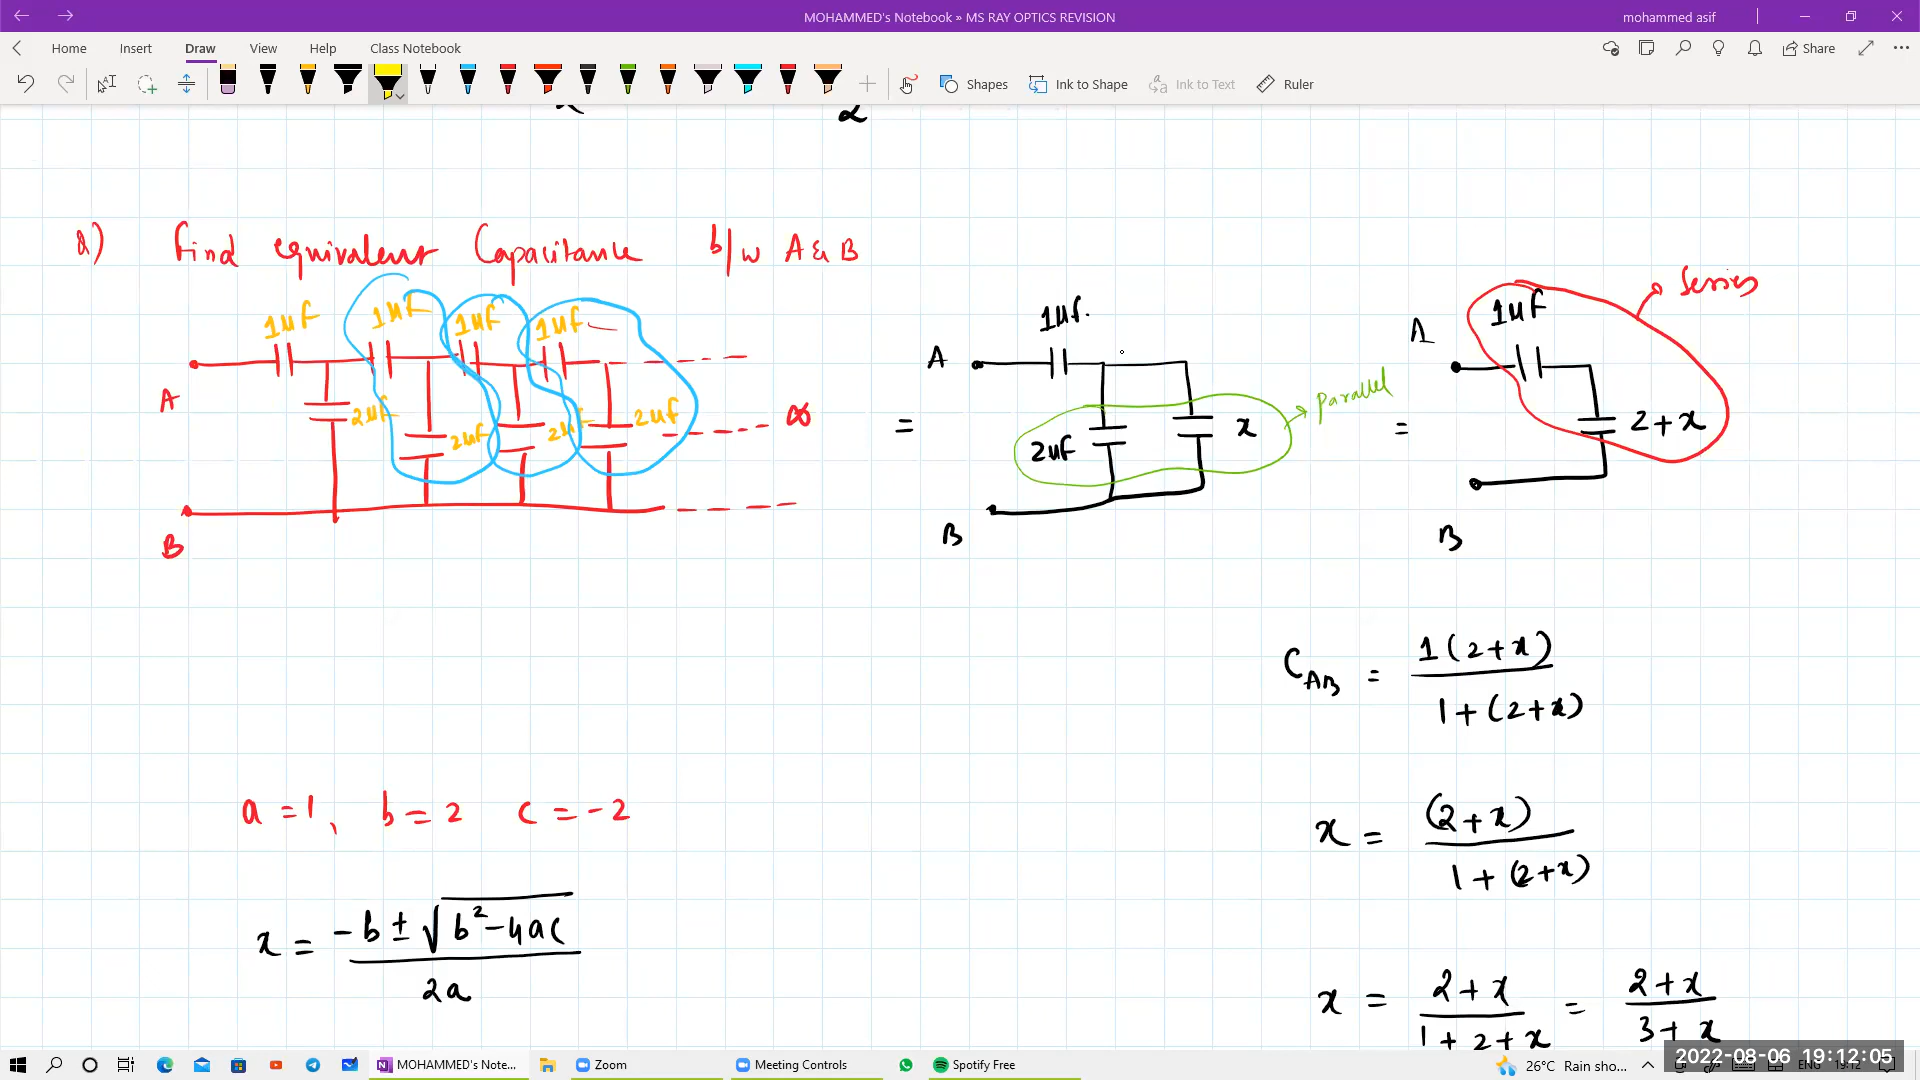 MOHAMMED's Notebook » MS RAY OPTICS REVISION
mohammed asif
Home Insert Draw View Help Class Notebook
Share
Shapes Ink to Shape Ink to Text Ruler
2
Q) Find equivalent Capacitance b/w A & B
1uF 1uF 1uF 1uF
A
2uF 2uF 2uF 2uF
∞
B
=
1uF.
A
2uF x
parallel
B
=
Series
1uF
A
2+x
B
C_AB = 1(2+x) / 1+(2+x)
a = 1, b = 2 c = -2
x = (2+x) / 1+(2+x)
x = -b ± √b²-4ac / 2a
x = 2+x / 1+2+x = 2+x / 3+x
MOHAMMED's Note...
Zoom
Meeting Controls
Spotify Free
26°C Rain sho...
ENG 19:12
2022-08-06 19:12:05